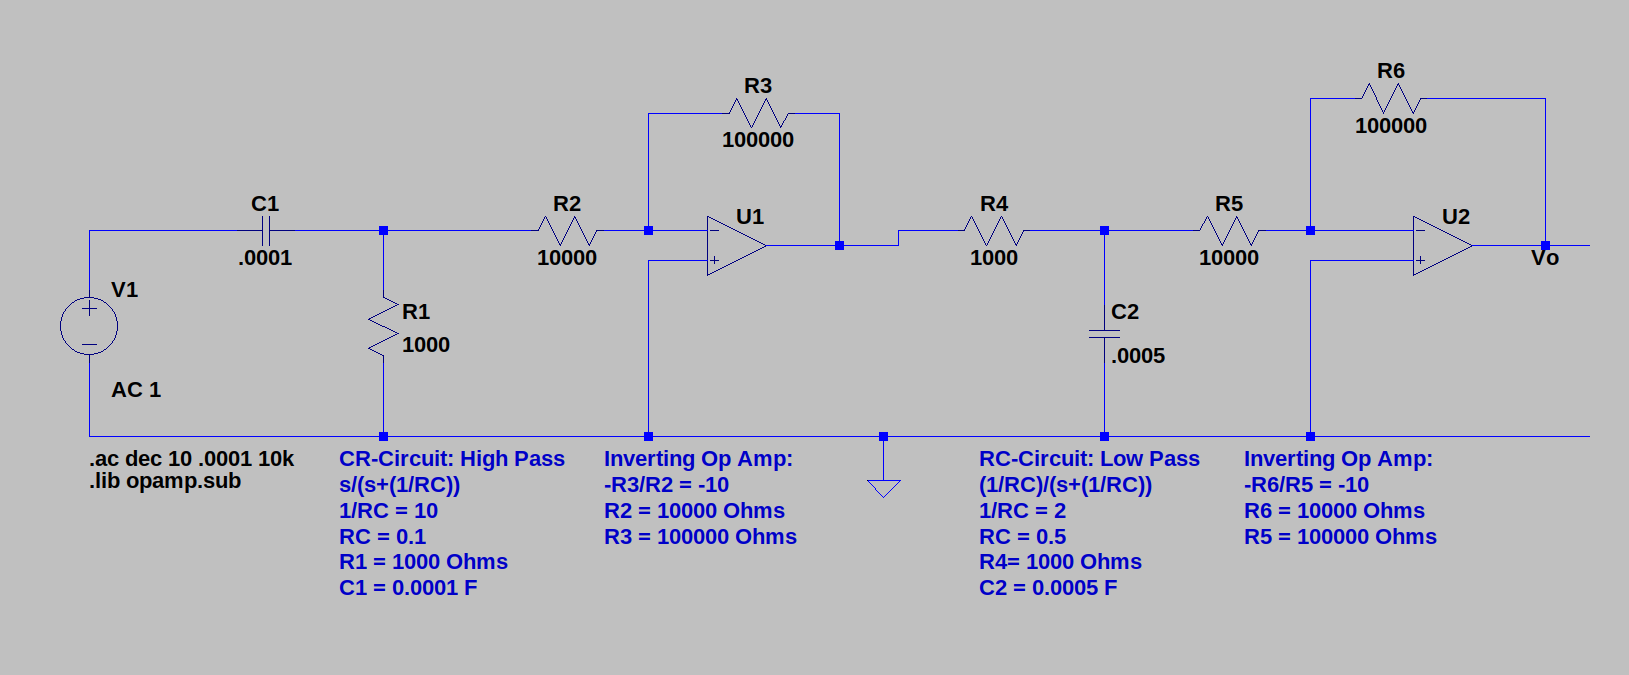 R3
100000
R6
100000
C1
.0001
R2
10000
U1
R4
1000
R5
10000
U2
Vo
V1
AC 1
R1
1000
C2
.0005
.ac dec 10 .0001 10k
.lib opamp.sub
CR-Circuit: High Pass
s/(s+(1/RC))
1/RC = 10
RC = 0.1
R1 = 1000 Ohms
C1 = 0.0001 F
Inverting Op Amp:
-R3/R2 = -10
R2 = 10000 Ohms
R3 = 100000 Ohms
RC-Circuit: Low Pass
(1/RC)/(s+(1/RC))
1/RC = 2
RC = 0.5
R4= 1000 Ohms
C2 = 0.0005 F
Inverting Op Amp:
-R6/R5 = -10
R6 = 10000 Ohms
R5 = 100000 Ohms